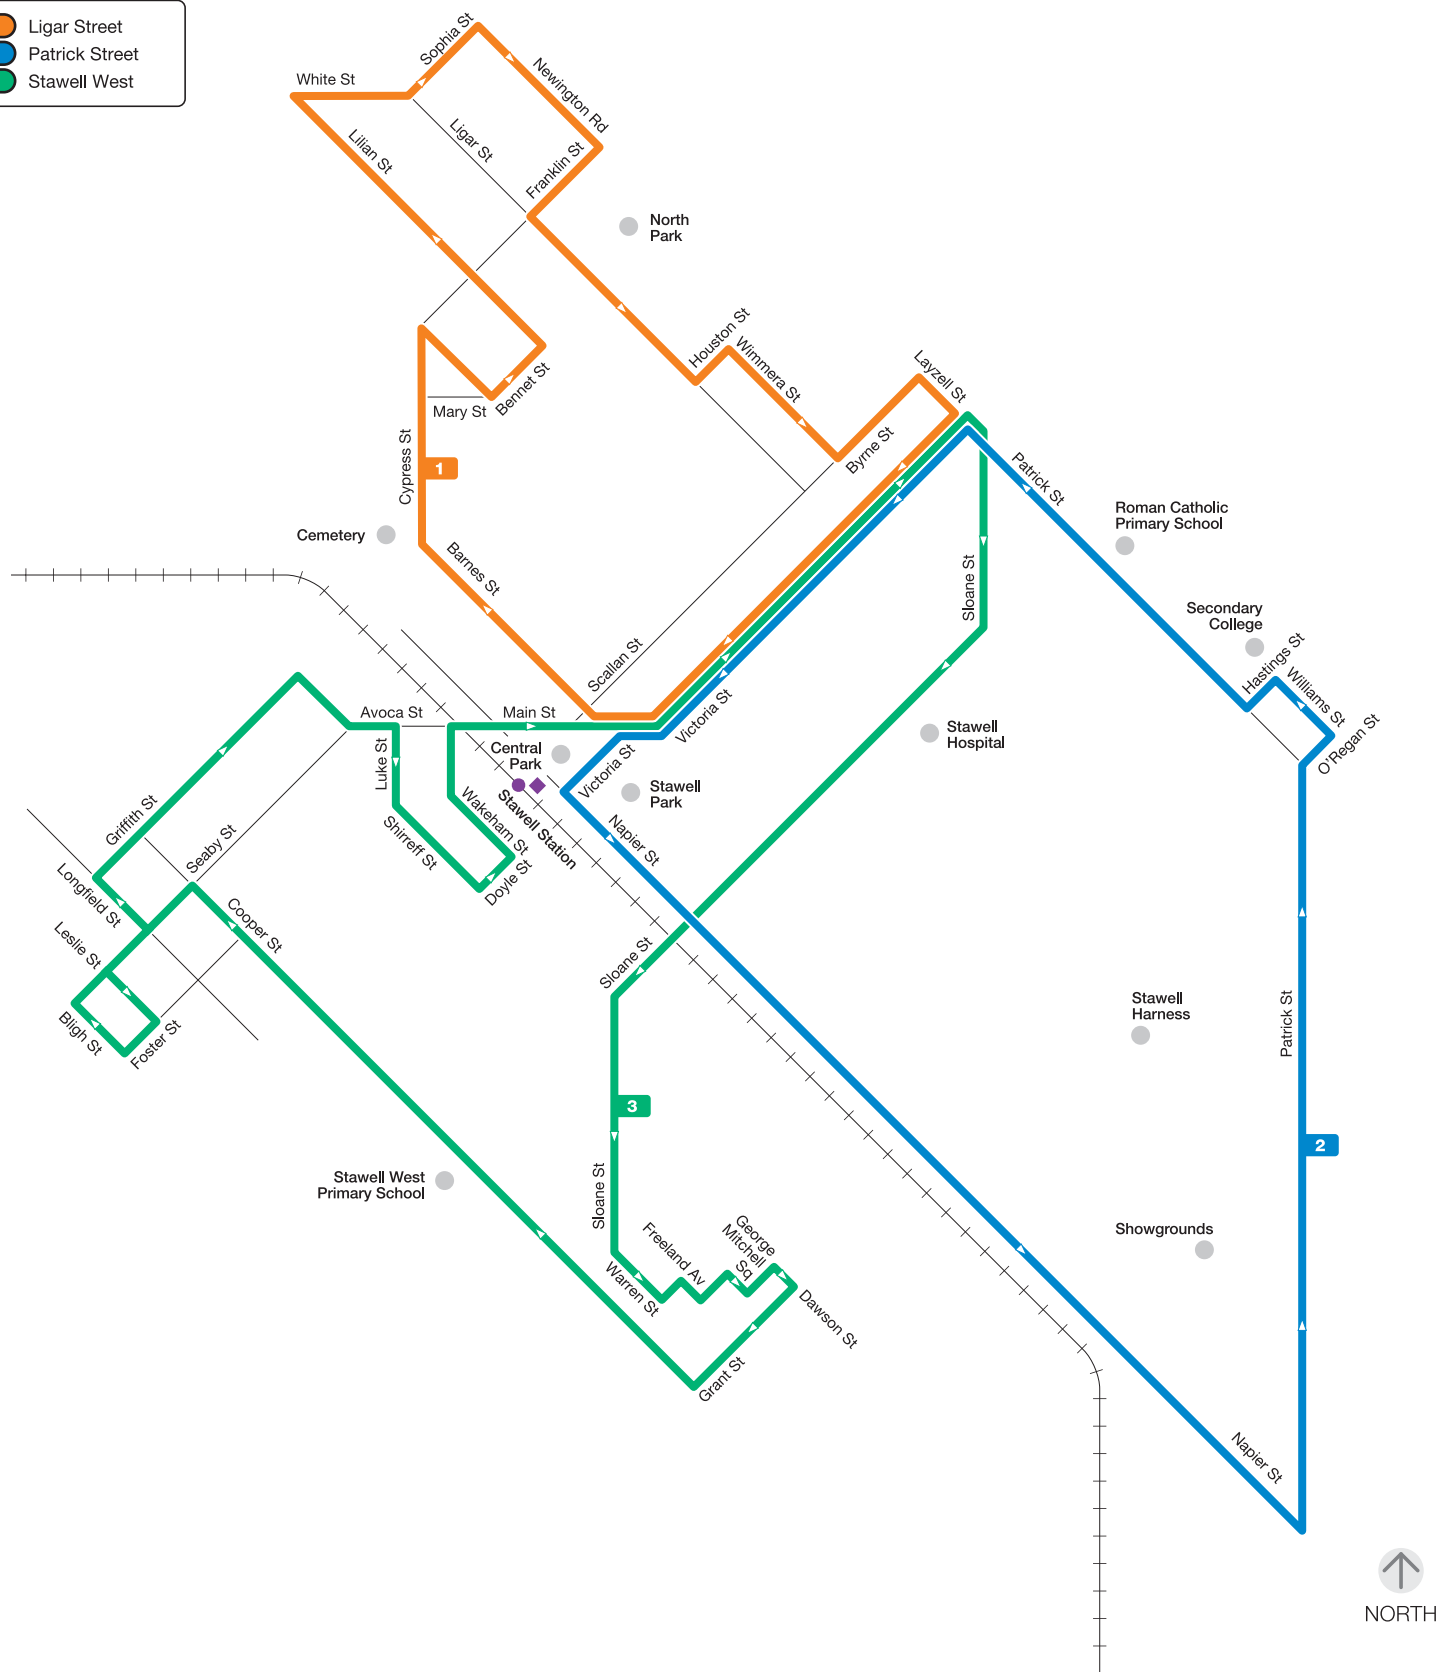 Ligar Street
Patrick Street
Stawell West
Sophia St
White St
Newington Rd
Ligar St
Lilian St
Franklin St
North
Park
Houston St
Wimmera St
Layzell St
Bennet St
Mary St
Byrne St
Cypress St
1
Patrick St
Roman Catholic
Primary School
Cemetery
Barnes St
Sloane St
Secondary
College
Hastings St
Williams St
O'Regan St
Scallan St
Avoca St
Main St
Victoria St
Stawell
Hospital
Central
Park
Luke St
Victoria St
Stawell
Park
Stawell Station
Wakeham St
Napier St
Griffith St
Seaby St
Shirreff St
Doyle St
Longfield St
Cooper St
Leslie St
Sloane St
Bligh St
Foster St
Stawell
Harness
Patrick St
3
2
Stawell West
Primary School
Sloane St
Showgrounds
George
Mitchell
Sq
Freeland Av
Warren St
Dawson St
Grant St
Napier St
NORTH